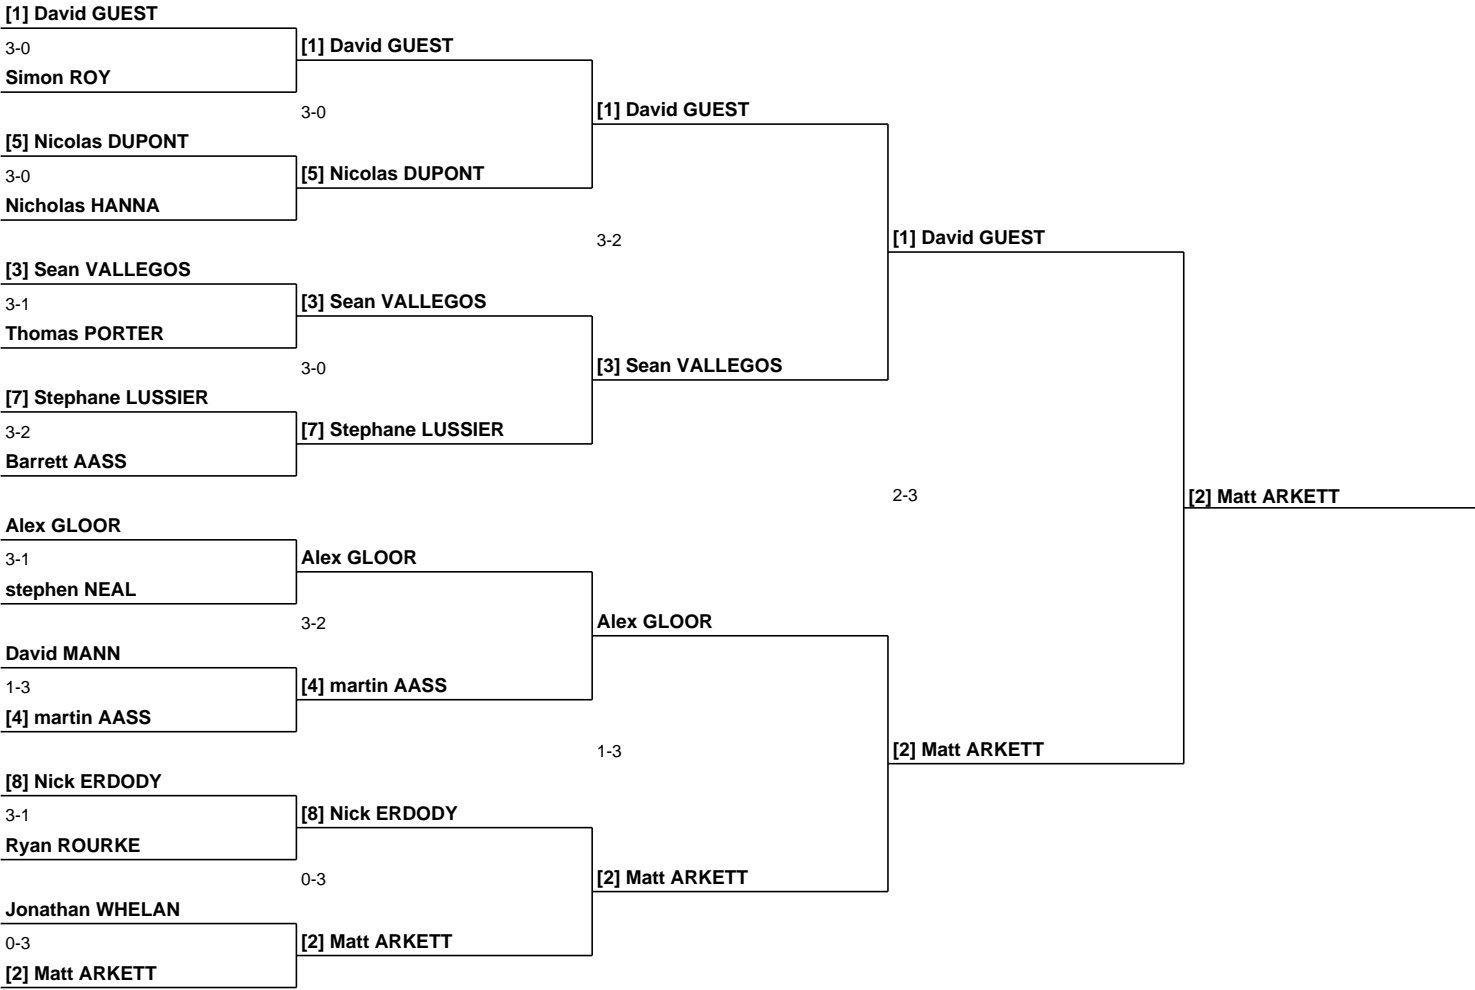 [1] David GUEST
3-0
Simon ROY
[5] Nicolas DUPONT
3-0
Nicholas HANNA
[3] Sean VALLEGOS
3-1
Thomas PORTER
[7] Stephane LUSSIER
3-2
Barrett AASS
Alex GLOOR
3-1
stephen NEAL
David MANN
1-3
[4] martin AASS
[8] Nick ERDODY
3-1
Ryan ROURKE
Jonathan WHELAN
0-3
[2] Matt ARKETT
[1] David GUEST
3-0
[5] Nicolas DUPONT
[3] Sean VALLEGOS
3-0
[7] Stephane LUSSIER
Alex GLOOR
3-2
[4] martin AASS
[8] Nick ERDODY
0-3
[2] Matt ARKETT
[1] David GUEST
3-2
[3] Sean VALLEGOS
Alex GLOOR
1-3
[2] Matt ARKETT
[1] David GUEST
2-3
[2] Matt ARKETT
[2] Matt ARKETT